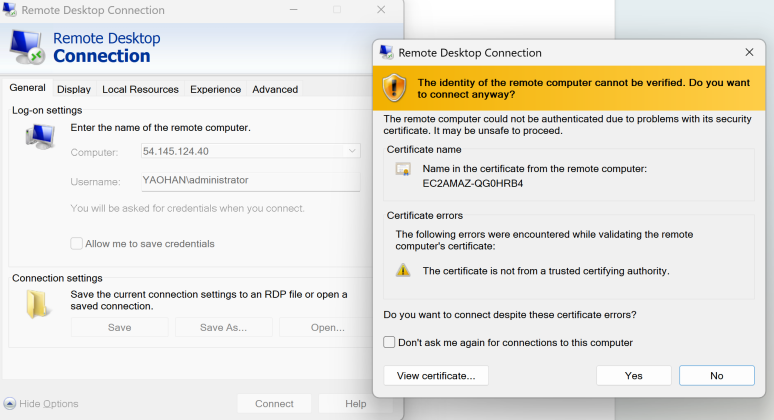 Remote Desktop Connection
Remote Desktop
Connection
General Display Local Resources Experience Advanced
Log-on settings
Enter the name of the remote computer.
Computer: 54.145.124.40
Username: YAOHAN\administrator
You will be asked for credentials when you connect.
Allow me to save credentials
Connection settings
Save the current connection settings to an RDP file or open a
saved connection.
Save Save As... Open...
Hide Options Connect Help
Remote Desktop Connection
The identity of the remote computer cannot be verified. Do you want
to connect anyway?
The remote computer could not be authenticated due to problems with its security
certificate. It may be unsafe to proceed.
Certificate name
Name in the certificate from the remote computer:
EC2AMAZ-QG0HRB4
Certificate errors
The following errors were encountered while validating the remote
computer's certificate:
The certificate is not from a trusted certifying authority.
Do you want to connect despite these certificate errors?
Don't ask me again for connections to this computer
View certificate... Yes No